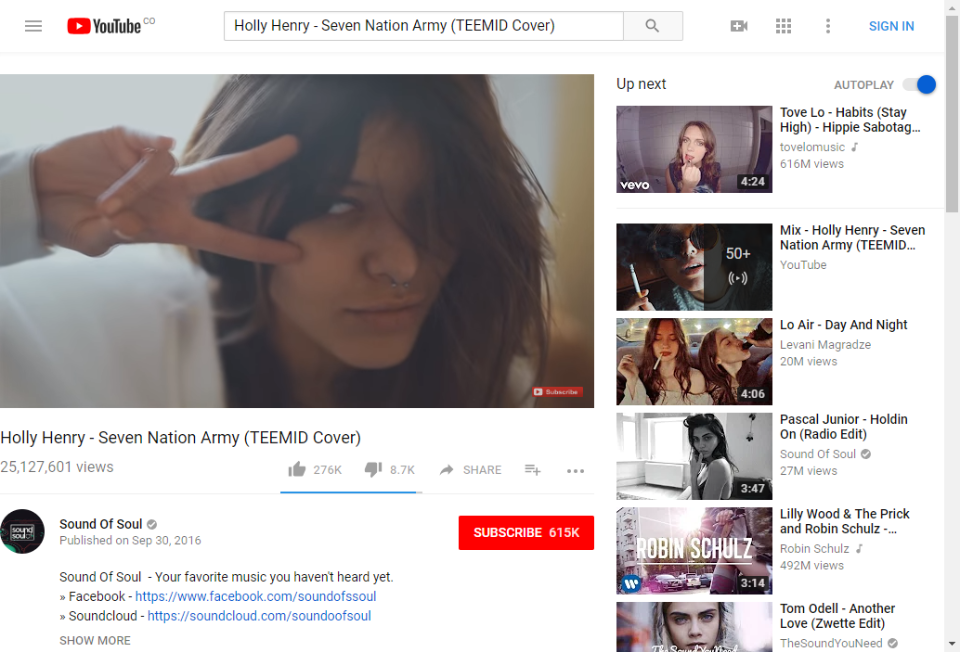 YouTube CO
Holly Henry - Seven Nation Army (TEEMID Cover)
SIGN IN
Subscribe
Holly Henry - Seven Nation Army (TEEMID Cover)
25,127,601 views
276K
8.7K
SHARE
sound of soul
Sound Of Soul
Published on Sep 30, 2016
SUBSCRIBE 615K
Sound Of Soul - Your favorite music you haven't heard yet.
» Facebook - https://www.facebook.com/soundofssoul
» Soundcloud - https://soundcloud.com/soundoofsoul
SHOW MORE
Up next
AUTOPLAY
vevo
4:24
Tove Lo - Habits (Stay
High) - Hippie Sabotag...
tovelomusic
616M views
50+
Mix - Holly Henry - Seven
Nation Army (TEEMID...
YouTube
4:06
Lo Air - Day And Night
Levani Magradze
20M views
3:47
Pascal Junior - Holdin
On (Radio Edit)
Sound Of Soul
27M views
ROBIN SCHULZ
3:14
Lilly Wood & The Prick
and Robin Schulz -...
Robin Schulz
492M views
TheSoundYouNeed
Tom Odell - Another
Love (Zwette Edit)
TheSoundYouNeed